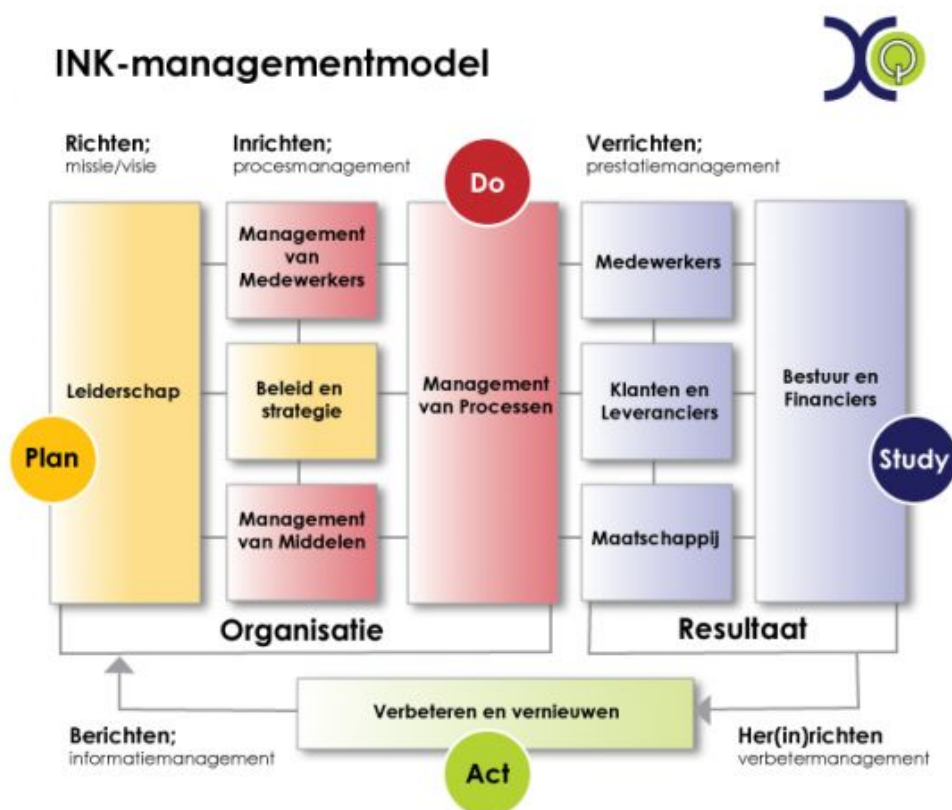 INK-managementmodel
Richten;
missie/visie
Inrichten;
procesmanagement
Do
Verrichten;
prestatiemanagement
Management
van
Medewerkers
Medewerkers
Leiderschap
Beleid en
strategie
Management
van Processen
Klanten en
Leveranciers
Bestuur en
Financiers
Plan
Study
Management
van Middelen
Maatschappij
Organisatie
Resultaat
Verbeteren en vernieuwen
Berichten;
informatiemanagement
Her(in)richten
verbetermanagement
Act